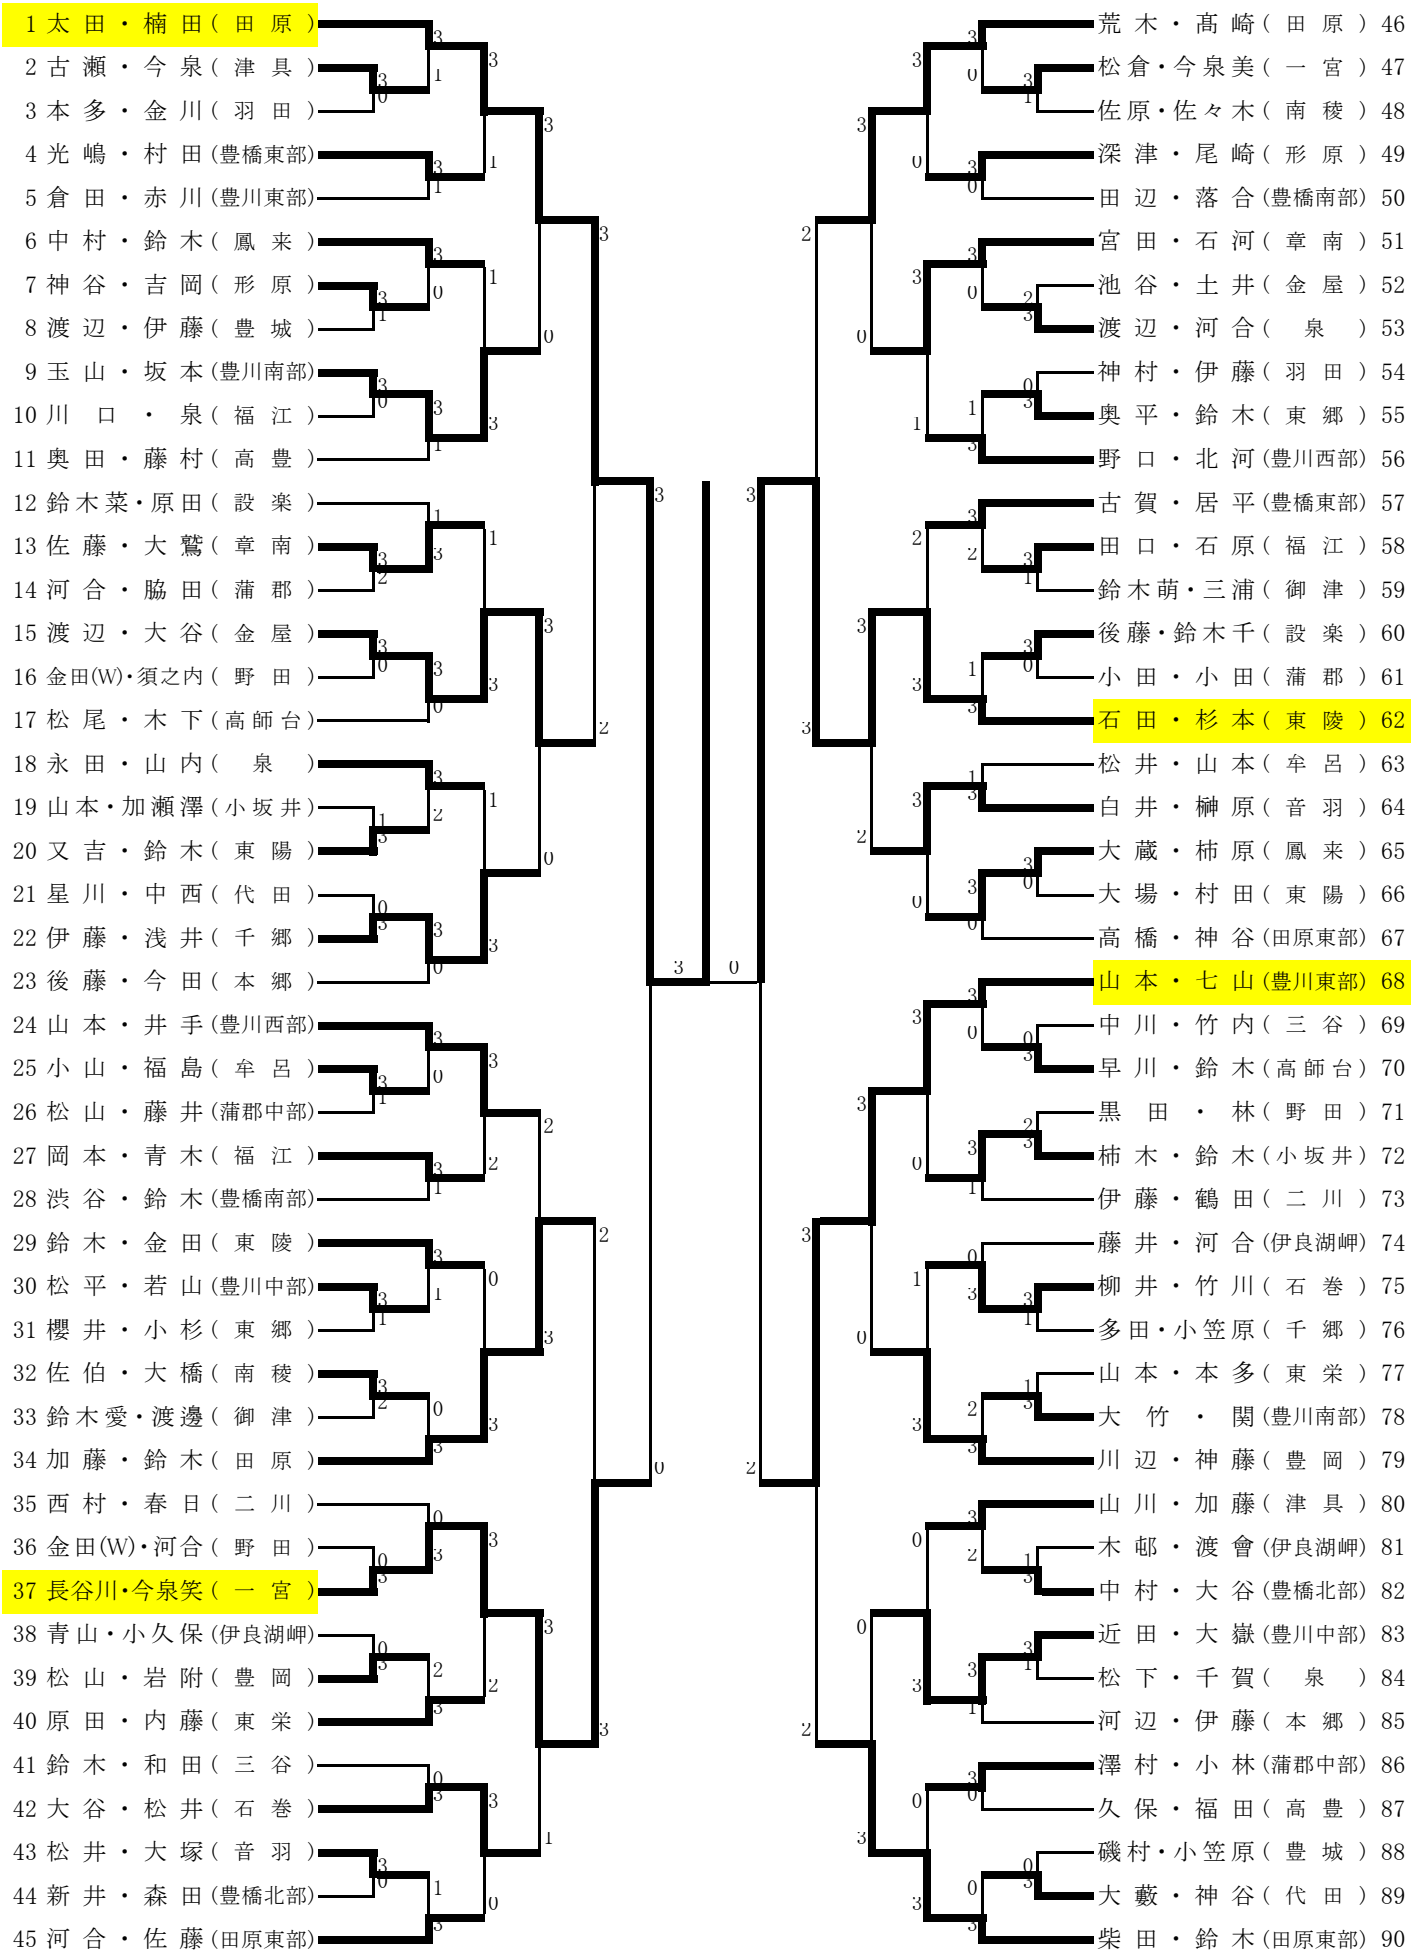 1 太田・楠田(田原)
2 古瀬・今泉(津具)
3 本多・金川(羽田)
4 光嶋・村田(豊橋東部)
5 倉田・赤川(豊川東部)
6 中村・鈴木(鳳来)
7 神谷・吉岡(形原)
8 渡辺・伊藤(豊城)
9 玉山・坂本(豊川南部)
10 川口・泉(福江)
11 奥田・藤村(高豊)
12 鈴木菜・原田(設楽)
13 佐藤・大鷲(章南)
14 河合・脇田(蒲郡)
15 渡辺・大谷(金屋)
16 金田(W)・須之内(野田)
17 松尾・木下(高師台)
18 永田・山内(泉)
19 山本・加瀬澤(小坂井)
20 又吉・鈴木(東陽)
21 星川・中西(代田)
22 伊藤・浅井(千郷)
23 後藤・今田(本郷)
24 山本・井手(豊川西部)
25 小山・福島(牟呂)
26 松山・藤井(蒲郡中部)
27 岡本・青木(福江)
28 渋谷・鈴木(豊橋南部)
29 鈴木・金田(東陵)
30 松平・若山(豊川中部)
31 櫻井・小杉(東郷)
32 佐伯・大橋(南稜)
33 鈴木愛・渡邊(御津)
34 加藤・鈴木(田原)
35 西村・春日(二川)
36 金田(W)・河合(野田)
37 長谷川・今泉笑(一宮)
38 青山・小久保(伊良湖岬)
39 松山・岩附(豊岡)
40 原田・内藤(東栄)
41 鈴木・和田(三谷)
42 大谷・松井(石巻)
43 松井・大塚(音羽)
44 新井・森田(豊橋北部)
45 河合・佐藤(田原東部)
3 0
荒木・髙崎(田原) 46
松倉・今泉美(一宮) 47
佐原・佐々木(南稜) 48
深津・尾崎(形原) 49
田辺・落合(豊橋南部) 50
宮田・石河(章南) 51
池谷・土井(金屋) 52
渡辺・河合(泉) 53
神村・伊藤(羽田) 54
奥平・鈴木(東郷) 55
野口・北河(豊川西部) 56
古賀・居平(豊橋東部) 57
田口・石原(福江) 58
鈴木萌・三浦(御津) 59
後藤・鈴木千(設楽) 60
小田・小田(蒲郡) 61
石田・杉本(東陵) 62
松井・山本(牟呂) 63
白井・榊原(音羽) 64
大蔵・柿原(鳳来) 65
大場・村田(東陽) 66
高橋・神谷(田原東部) 67
山本・七山(豊川東部) 68
中川・竹内(三谷) 69
早川・鈴木(高師台) 70
黒田・林(野田) 71
柿木・鈴木(小坂井) 72
伊藤・鶴田(二川) 73
藤井・河合(伊良湖岬) 74
柳井・竹川(石巻) 75
多田・小笠原(千郷) 76
山本・本多(東栄) 77
大竹・関(豊川南部) 78
川辺・神藤(豊岡) 79
山川・加藤(津具) 80
木邨・渡會(伊良湖岬) 81
中村・大谷(豊橋北部) 82
近田・大嶽(豊川中部) 83
松下・千賀(泉) 84
河辺・伊藤(本郷) 85
澤村・小林(蒲郡中部) 86
久保・福田(高豊) 87
磯村・小笠原(豊城) 88
大藪・神谷(代田) 89
柴田・鈴木(田原東部) 90